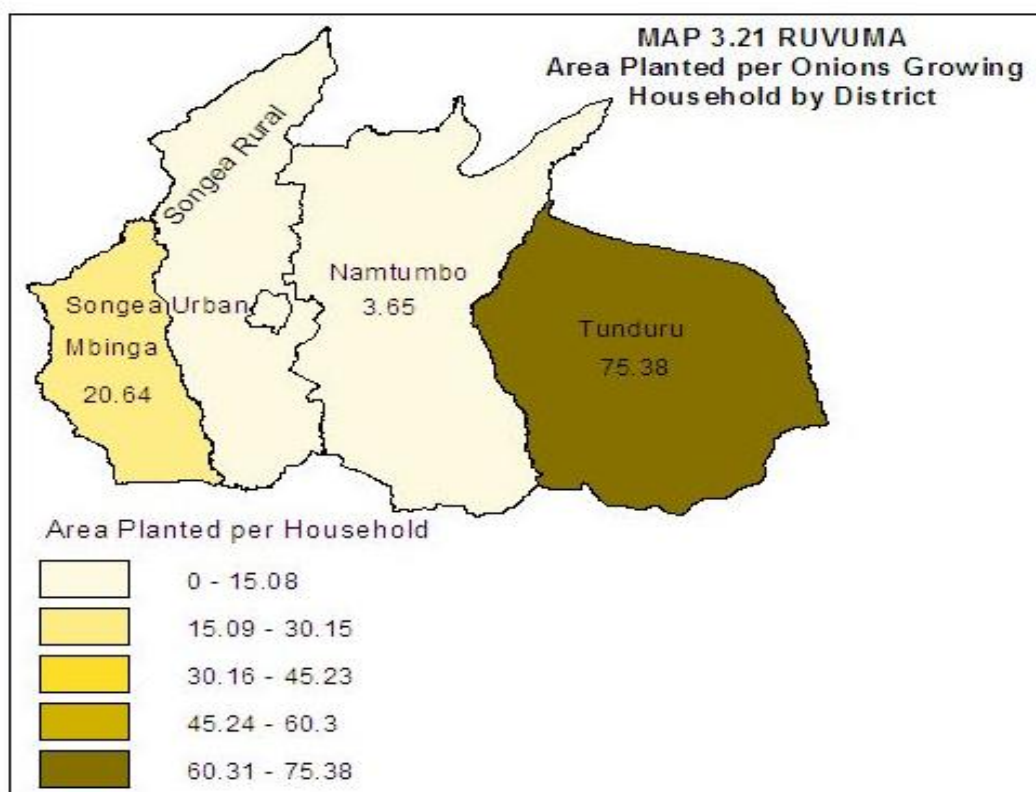 MAP 3.21 RUVUMA
Area Planted per Onions Growing
Household by District
Songea Rural
Songea Urban
Mbinga
20.64
Namtumbo
3.65
Tunduru
75.38
Area Planted per Household
0 - 15.08
15.09 - 30.15
30.16 - 45.23
45.24 - 60.3
60.31 - 75.38